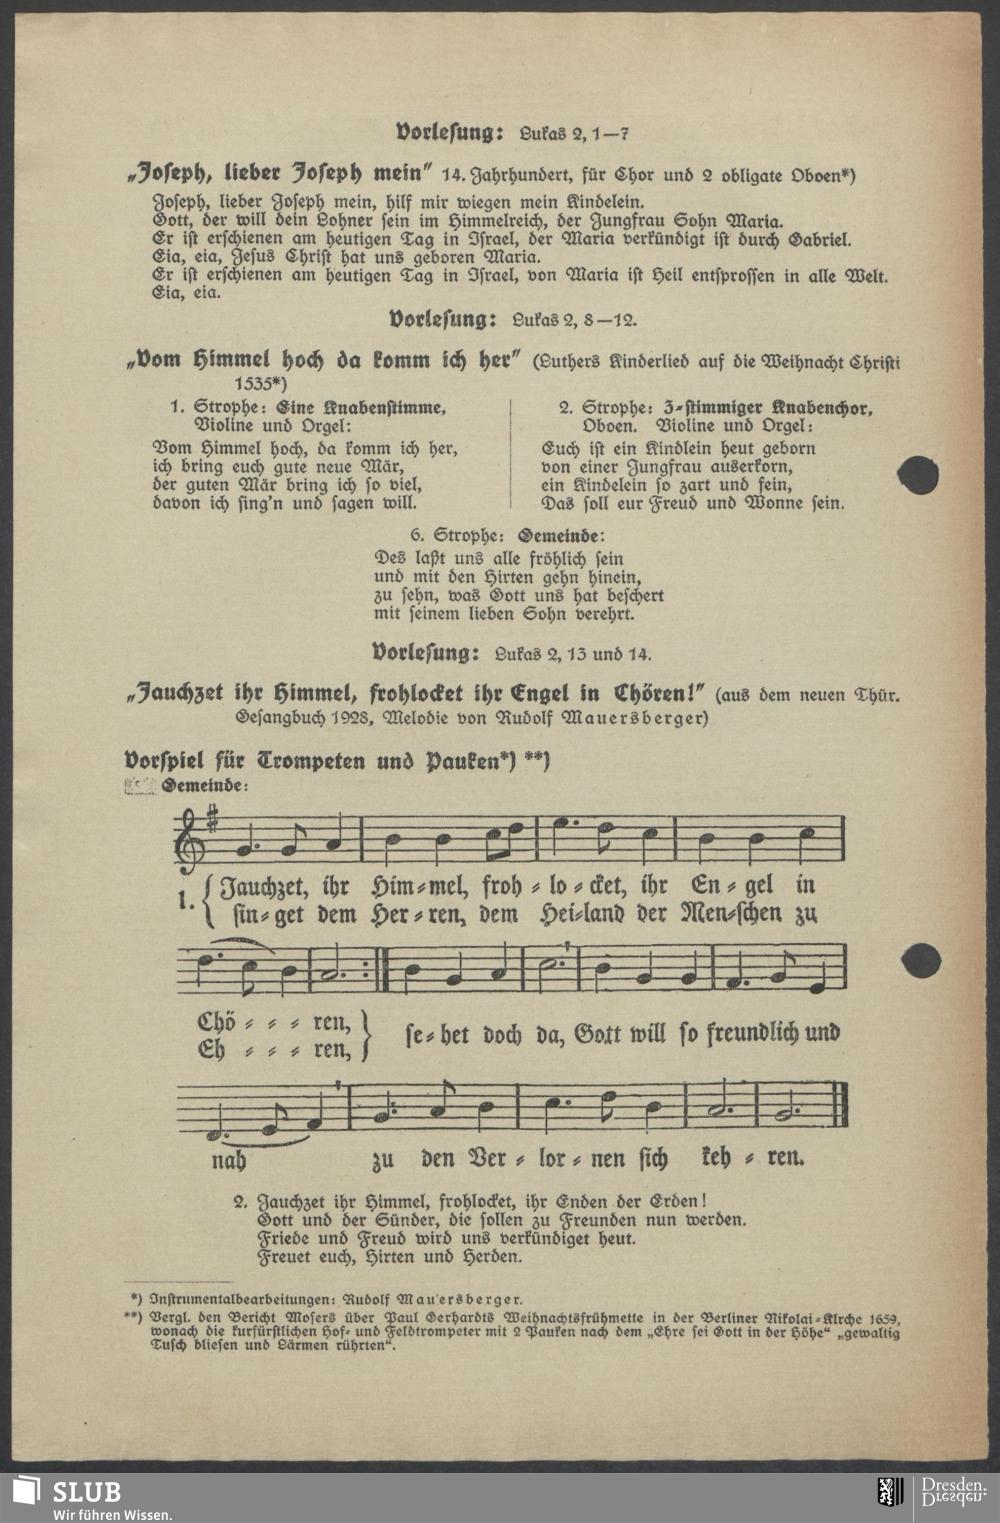 Vorlesung: Lukas 2, 1—7
„Joseph, lieber Joseph mein“ 14. Jahrhundert, für Chor und 2 obligate Oboen*)
Joseph, lieber Joseph mein, hilf mir wiegen mein Kindelein.
Gott, der will dein Lohner sein im Himmelreich, der Jungfrau Sohn Maria.
Er ist erschienen am heutigen Tag in Israel, der Maria verkündigt ist durch Gabriel.
Eia, eia, Jesus Christ hat uns geboren Maria.
Er ist erschienen am heutigen Tag in Israel, von Maria ist Heil entsprossen in alle Welt.
Eia, eia.
Vorlesung: Lukas 2, 8—12.
„Vom Himmel hoch da komm ich her“ (Luthers Kinderlied auf die Weihnacht Christi
1535*)
1. Strophe: Eine Knabenstimme,
Violine und Orgel:
Vom Himmel hoch, da komm ich her,
ich bring euch gute neue Mär,
der guten Mär bring ich so viel,
davon ich sing'n und sagen will.
2. Strophe: 3-stimmiger Knabenchor,
Oboen. Violine und Orgel:
Euch ist ein Kindlein heut geborn
von einer Jungfrau auserkorn,
ein Kindelein so zart und fein,
Das soll eur Freud und Wonne sein.
6. Strophe: Gemeinde:
Des laßt uns alle fröhlich sein
und mit den Hirten gehn hinein,
zu sehn, was Gott uns hat beschert
mit seinem lieben Sohn verehrt.
Vorlesung: Lukas 2, 13 und 14.
„Jauchzet ihr Himmel, frohlocket ihr Engel in Chören!“ (aus dem neuen Thür.
Gesangbuch 1928, Melodie von Rudolf Mauersberger)
Vorspiel für Trompeten und Pauken*) **)
Gemeinde:
1. { Jauchzet, ihr Him-mel, froh-lo-cket, ihr En-gel in
sin-get dem Her-ren, dem Hei-land der Men-schen zu
Chö - - - ren, } se-het doch da, Gott will so freundlich und
Eh - - - ren,
nah zu den Ver-lor-nen sich keh-ren.
2. Jauchzet ihr Himmel, frohlocket, ihr Enden der Erden!
Gott und der Sünder, die sollen zu Freunden nun werden.
Friede und Freud wird uns verkündiget heut.
Freuet euch, Hirten und Herden.
*) Instrumentalbearbeitungen: Rudolf Mauersberger.
**) Vergl. den Bericht Mosers über Paul Gerhardts Weihnachtsfrühmette in der Berliner Nikolai-Klrche 1659,
wonach die kurfürstlichen Hof- und Feldtrompeter mit 2 Pauken nach dem „Ehre sei Gott in der Höhe“ „gewaltig
Tusch bliesen und Lärmen rührten“.
SLUB
Wir führen Wissen.
Dresden.
Dresden.